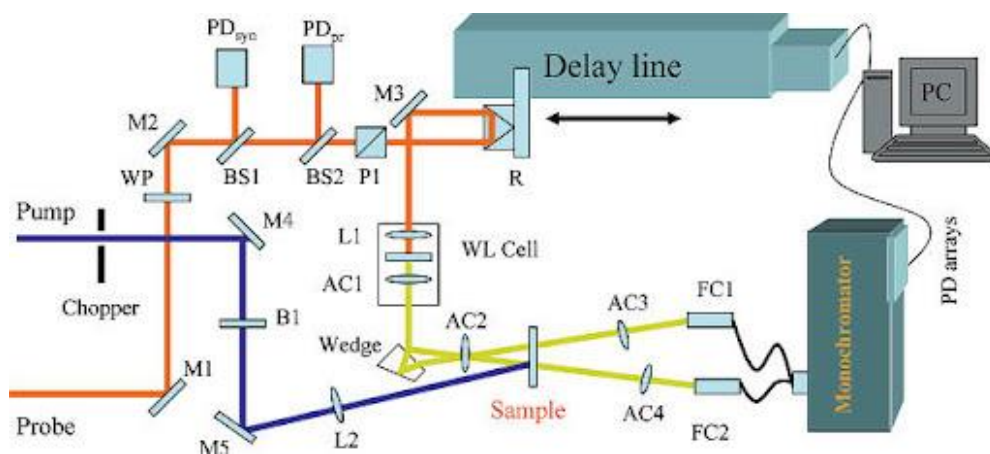 PDsyn
PDpr
M3
Delay line
PC
M2
BS1
BS2
P1
R
WP
Pump
M4
L1
WL Cell
Chopper
AC1
B1
AC2
AC3
FC1
PD arrays
Wedge
M1
Monochromator
Probe
Sample
AC4
M5
L2
FC2